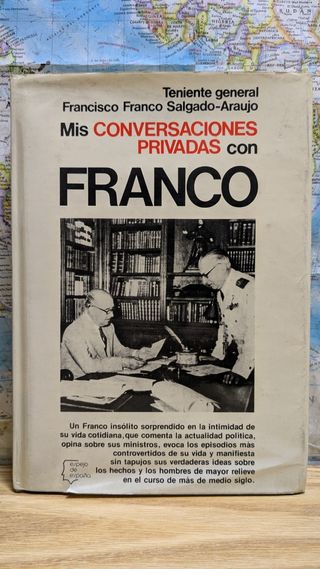 Teniente general
Francisco Franco Salgado-Araujo
Mis CONVERSACIONES
PRIVADAS con
FRANCO
Un Franco insólito sorprendido en la intimidad de
su vida cotidiana, que comenta la actualidad política,
opina sobre sus ministros, evoca los episodios más
controvertidos de su vida y manifiesta
sin tapujos sus verdaderas ideas sobre
los hechos y los hombres de mayor relieve
en el curso de más de medio siglo.
espejo
de
españa